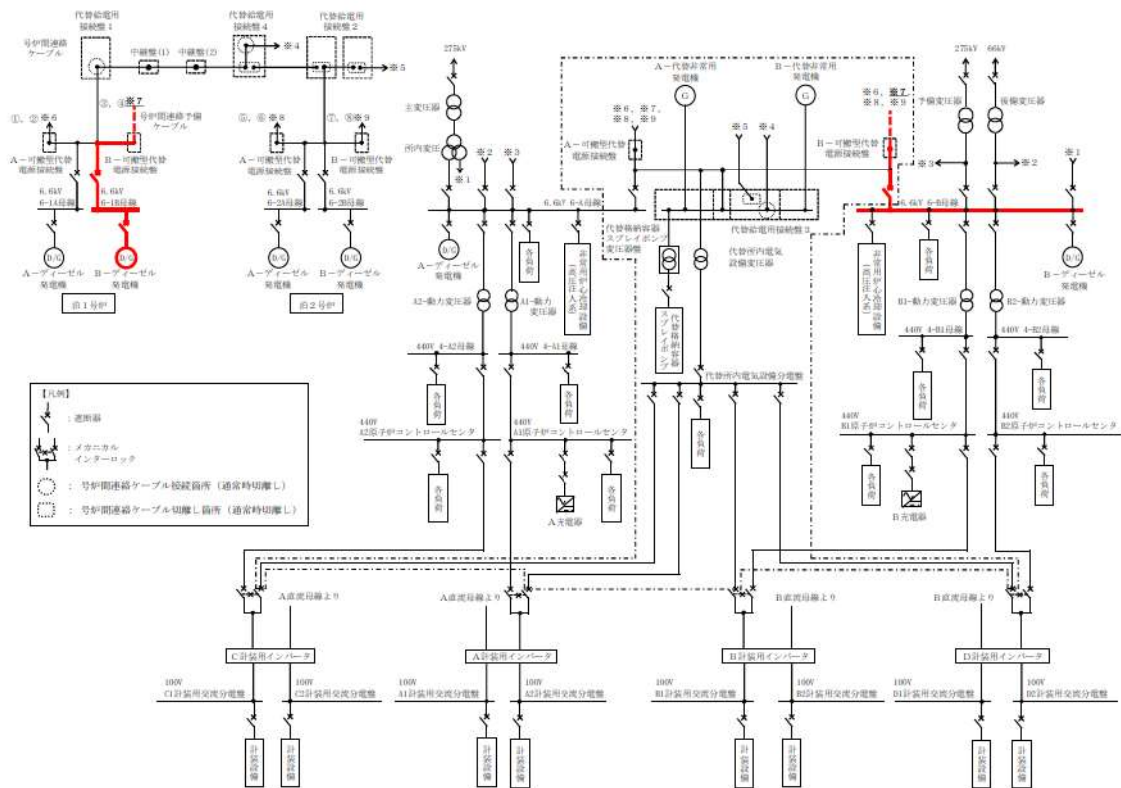 代替給電用
接続盤1
代替給電用
接続盤4
代替給電用
接続盤2
号炉間連絡
ケーブル
中継盤(1)
中継盤(2)
※4
※5
③、④※7
①、②※6
号炉間連絡予備
ケーブル
⑤、⑥※8
⑦、⑧※9
A-可搬型代替
電源接続盤
B-可搬型代替
電源接続盤
A-可搬型代替
電源接続盤
B-可搬型代替
電源接続盤
6.6kV
6-1A母線
6.6kV
6-1B母線
6.6kV
6-2A母線
6.6kV
6-2B母線
D/G
D/G
D/G
D/G
A-ディーゼル
発電機
B-ディーゼル
発電機
A-ディーゼル
発電機
B-ディーゼル
発電機
泊1号炉
泊2号炉
275kV
主変圧器
所内変圧
※1
※2
※3
A-代替非常用
発電機
B-代替非常用
発電機
G
G
※6、※7、
※8、※9
A-可搬型代替
電源接続盤
※5
※4
275kV
66kV
※6、※7
※8、※9
予備変圧器
後備変圧器
B-可搬型代替
電源接続盤
※3
※2
※1
6.6kV 6-A母線
6.6kV 6-B母線
代替格納容器
スプレイポンプ
変圧器盤
代替給電用接続盤3
代替所内電気
設備変圧器
D/G
A-ディーゼル
発電機
各負荷
非常用炉心冷却設備
(高圧注入系)
A2-動力変圧器
A1-動力
変圧器
代替格納容器
スプレイポンプ
非常用炉心冷却設備
(高圧注入系)
各負荷
D/G
B-ディーゼル
発電機
B1-動力変圧器
B2-動力変圧器
440V 4-A2母線
440V 4-A1母線
440V 4-B1母線
440V 4-B2母線
代替所内電気設備分電盤
各負荷
各負荷
各負荷
各負荷
440V
A2原子炉コントロールセンタ
440V
A1原子炉コントロールセンタ
440V
B1原子炉コントロールセンタ
440V
B2原子炉コントロールセンタ
各負荷
各負荷
A充電器
各負荷
B充電器
各負荷
【凡例】
:遮断器
:メカニカル
インターロック
: 号炉間連絡ケーブル接続箇所(通常時切離し)
: 号炉間連絡ケーブル切離し箇所(通常時切離し)
A直流母線より
A直流母線より
B直流母線より
B直流母線より
C計装用インバータ
A計装用インバータ
B計装用インバータ
D計装用インバータ
100V
C1計装用交流分電盤
100V
C2計装用交流分電盤
100V
A1計装用交流分電盤
100V
A2計装用交流分電盤
100V
B1計装用交流分電盤
100V
B2計装用交流分電盤
100V
D1計装用交流分電盤
100V
D2計装用交流分電盤
計装設備
計装設備
計装設備
計装設備
計装設備
計装設備
計装設備
計装設備